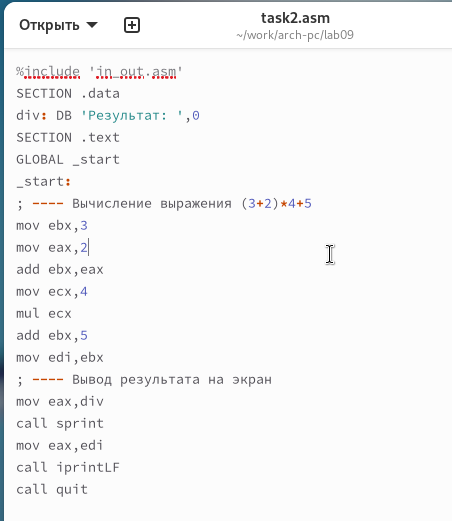 Открыть
task2.asm
~/work/arch-pc/lab09
%include 'in_out.asm'
SECTION .data
div: DB 'Результат: ',0
SECTION .text
GLOBAL _start
_start:
; ---- Вычисление выражения (3+2)*4+5
mov ebx,3
mov eax,2
add ebx,eax
mov ecx,4
mul ecx
add ebx,5
mov edi,ebx
; ---- Вывод результата на экран
mov eax,div
call sprint
mov eax,edi
call iprintLF
call quit